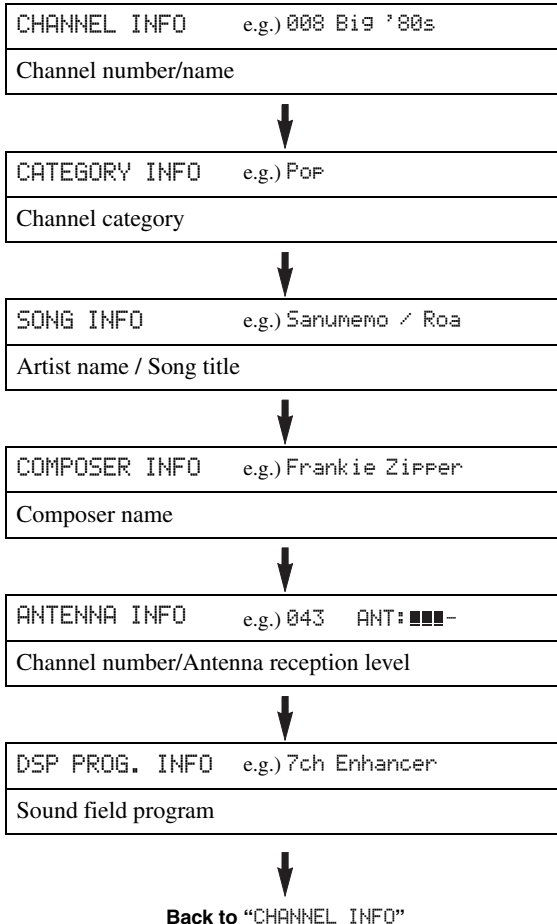 CHANNEL INFO e.g.) 008 Big '80s
Channel number/name
CATEGORY INFO e.g.) Pop
Channel category
SONG INFO e.g.) Sanumemo / Roa
Artist name / Song title
COMPOSER INFO e.g.) Frankie Zipper
Composer name
ANTENNA INFO e.g.) 043 ANT:▮▮▮-
Channel number/Antenna reception level
DSP PROG. INFO e.g.) 7ch Enhancer
Sound field program
Back to “CHANNEL INFO”